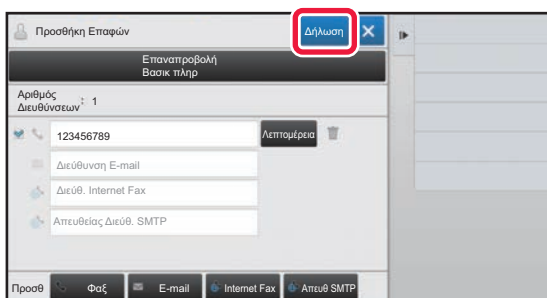 Προσθήκη Επαφών
Δήλωση
Επαναπροβολή
Βασικ πληρ
Αριθμός
Διευθύνσεων : 1
123456789
Λεπτομέρεια
Διεύθυνση E-mail
Διεύθ. Internet Fax
Απευθείας Διεύθ. SMTP
Προσθ Φαξ E-mail Internet Fax Απευθ SMTP